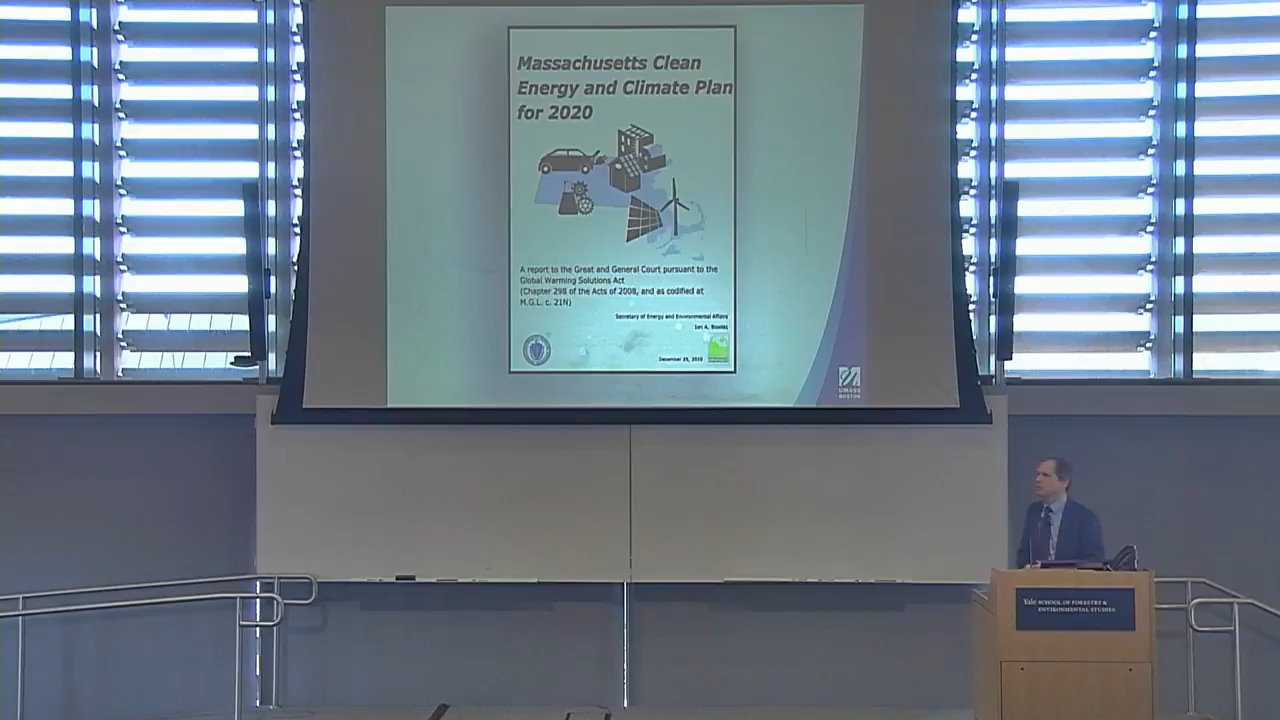 Massachusetts Clean
Energy and Climate Plan
for 2020
A report to the Great and General Court pursuant to the
Global Warming Solutions Act
(Chapter 298 of the Acts of 2008, and as codified at
M.G.L. c. 21N)
Secretary of Energy and Environmental Affairs
Ian A. Bowles
December 29, 2010
UMASS
BOSTON
Yale SCHOOL OF FORESTRY &
ENVIRONMENTAL STUDIES